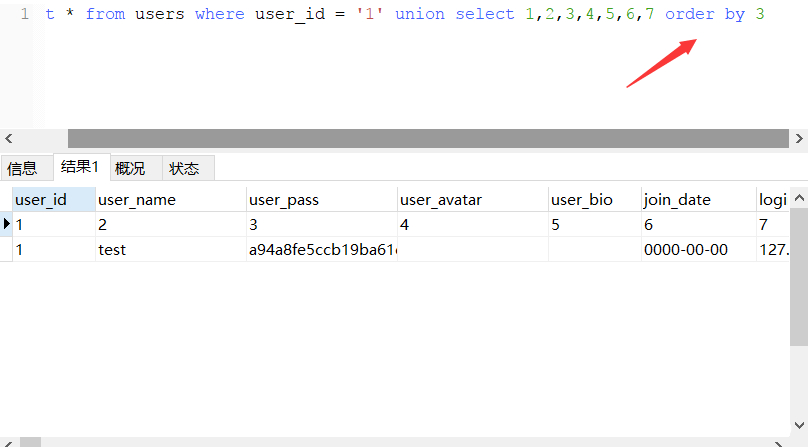 1 t * from users where user_id = '1' union select 1,2,3,4,5,6,7 order by 3
信息 结果1 概况 状态
user_id user_name user_pass user_avatar user_bio join_date logi
1 2 3 4 5 6 7
1 test a94a8fe5ccb19ba61 0000-00-00 127.